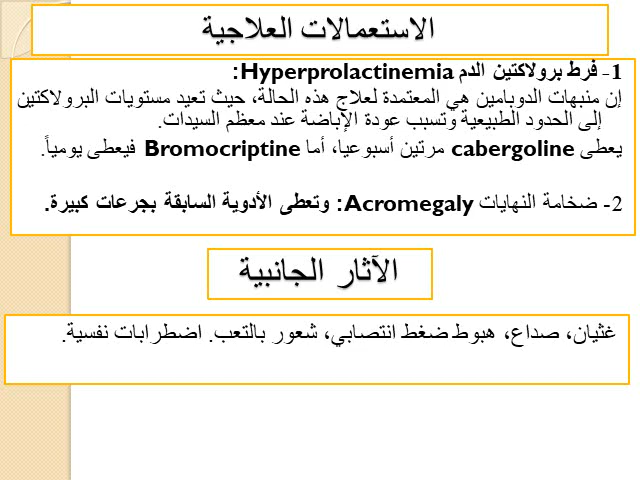 الاستعمالات العلاجية
1- فرط برولاكتين الدم Hyperprolactinemia:
إن منبهات الدوبامين هي المعتمدة لعلاج هذه الحالة، حيث تعيد مستويات البرولاكتين
إلى الحدود الطبيعية وتسبب عودة الإباضة عند معظم السيدات.
يعطى cabergoline مرتين أسبوعيا، أما Bromocriptine فيعطى يومياً.
2- ضخامة النهايات Acromegaly: وتعطى الأدوية السابقة بجرعات كبيرة.
الآثار الجانبية
غثيان، صداع، هبوط ضغط انتصابي، شعور بالتعب. اضطرابات نفسية.